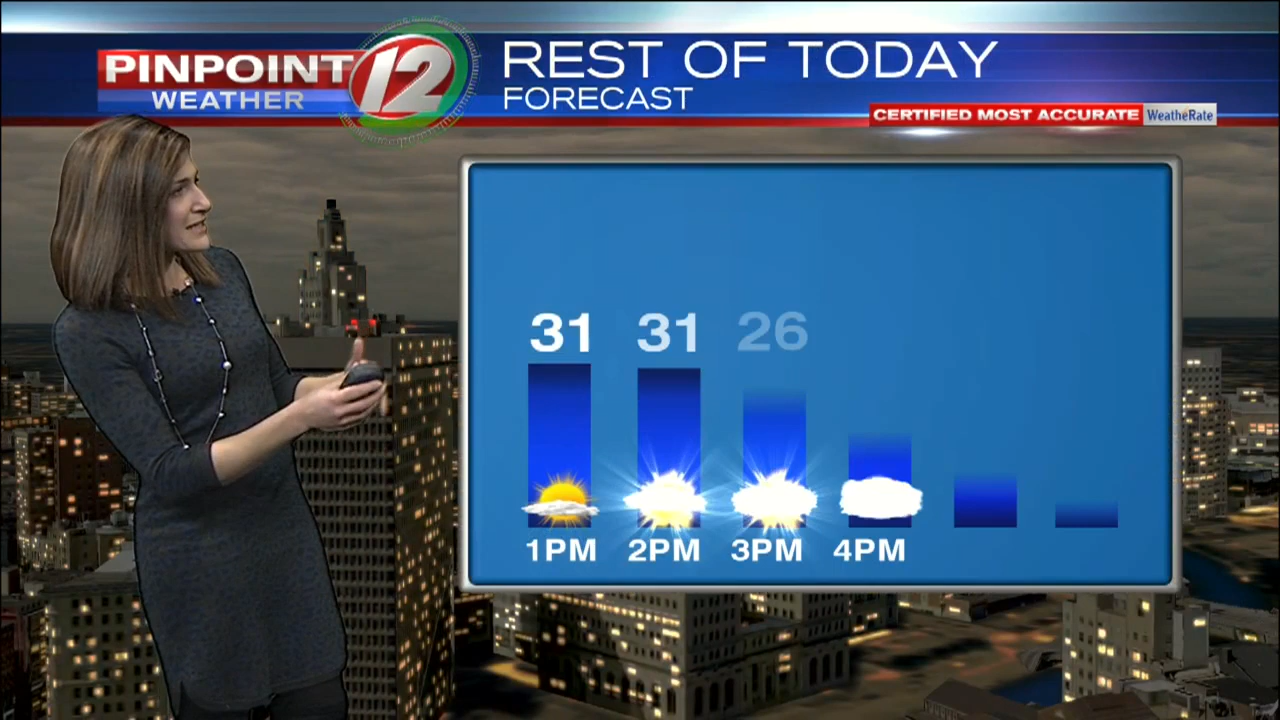 PINPOINT 12
WEATHER
REST OF TODAY
FORECAST
CERTIFIED MOST ACCURATE WeatheRate
31 31 26
1PM 2PM 3PM 4PM